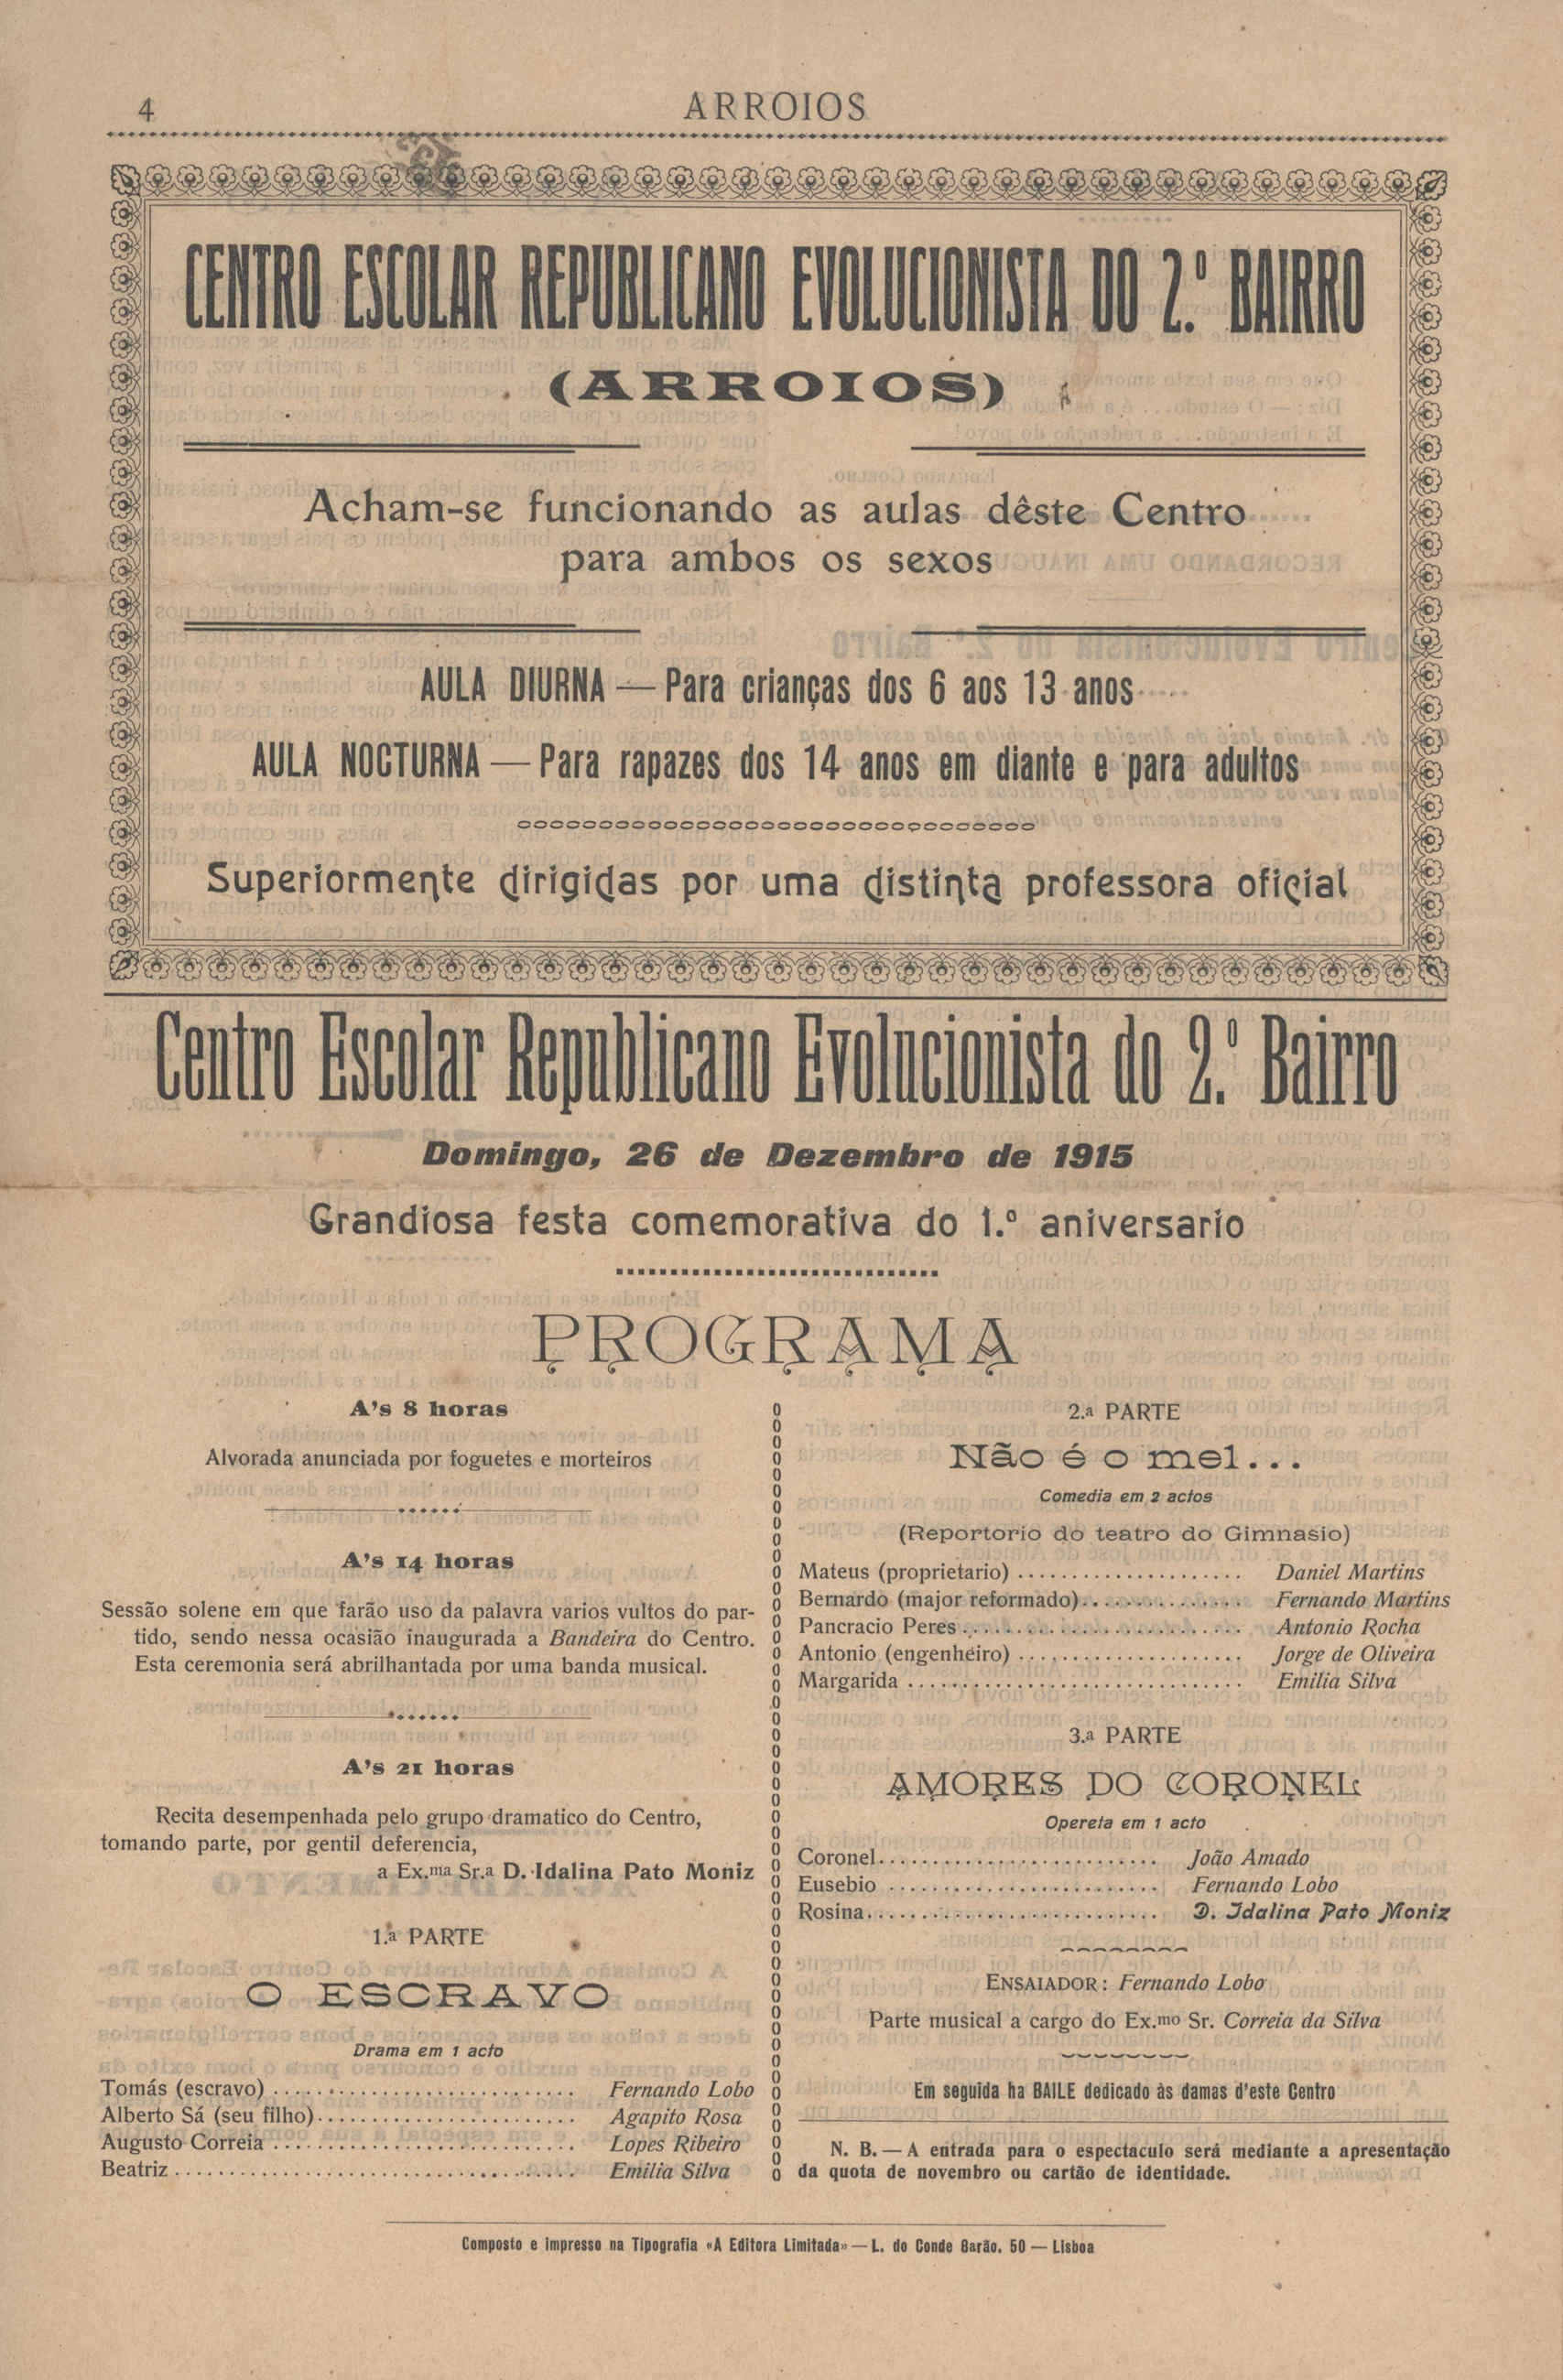 4
ARROIOS
CENTRO ESCOLAR REPUBLICANO EVOLUCIONISTA DO 2.º BAIRRO
(ARROIOS)
Acham-se funcionando as aulas dêste Centro
para ambos os sexos
AULA DIURNA — Para crianças dos 6 aos 13 anos
AULA NOCTURNA — Para rapazes dos 14 anos em diante e para adultos
Superiormente dirigidas por uma distinta professora oficial
Centro Escolar Republicano Evolucionista do 2.º Bairro
Domingo, 26 de Dezembro de 1915
Grandiosa festa comemorativa do 1.º aniversario
PROGRAMA
A's 8 horas
Alvorada anunciada por foguetes e morteiros
A's 14 horas
Sessão solene em que farão uso da palavra varios vultos do par-
tido, sendo nessa ocasião inaugurada a Bandeira do Centro.
Esta ceremonia será abrilhantada por uma banda musical.
A's 21 horas
Recita desempenhada pelo grupo dramatico do Centro,
tomando parte, por gentil deferencia,
a Ex.ma Sr.a D. Idalina Pato Moniz
1.a PARTE
O ESCRAVO
Drama em 1 acto
Tomás (escravo) ............................ Fernando Lobo
Alberto Sá (seu filho)........................ Agapito Rosa
Augusto Correia ............................ Lopes Ribeiro
Beatriz ..................................... Emilia Silva
2.a PARTE
Não é o mel...
Comedia em 2 actos
(Reportorio do teatro do Gimnasio)
Mateus (proprietario) ..................... Daniel Martins
Bernardo (major reformado)............... Fernando Martins
Pancracio Peres .......................... Antonio Rocha
Antonio (engenheiro) ..................... Jorge de Oliveira
Margarida ............................... Emilia Silva
3.a PARTE
AMORES DO CORONEL
Opereta em 1 acto
Coronel.......................... João Amado
Eusebio ......................... Fernando Lobo
Rosina........................... D. Idalina Pato Moniz
ENSAIADOR: Fernando Lobo
Parte musical a cargo do Ex.mo Sr. Correia da Silva
Em seguida ha BAILE dedicado às damas d'este Centro
N. B. — A entrada para o espectaculo será mediante a apresentação
da quota de novembro ou cartão de identidade.
Composto e impresso na Tipografia «A Editora Limitada» — L. do Conde Barão, 50 — Lisboa